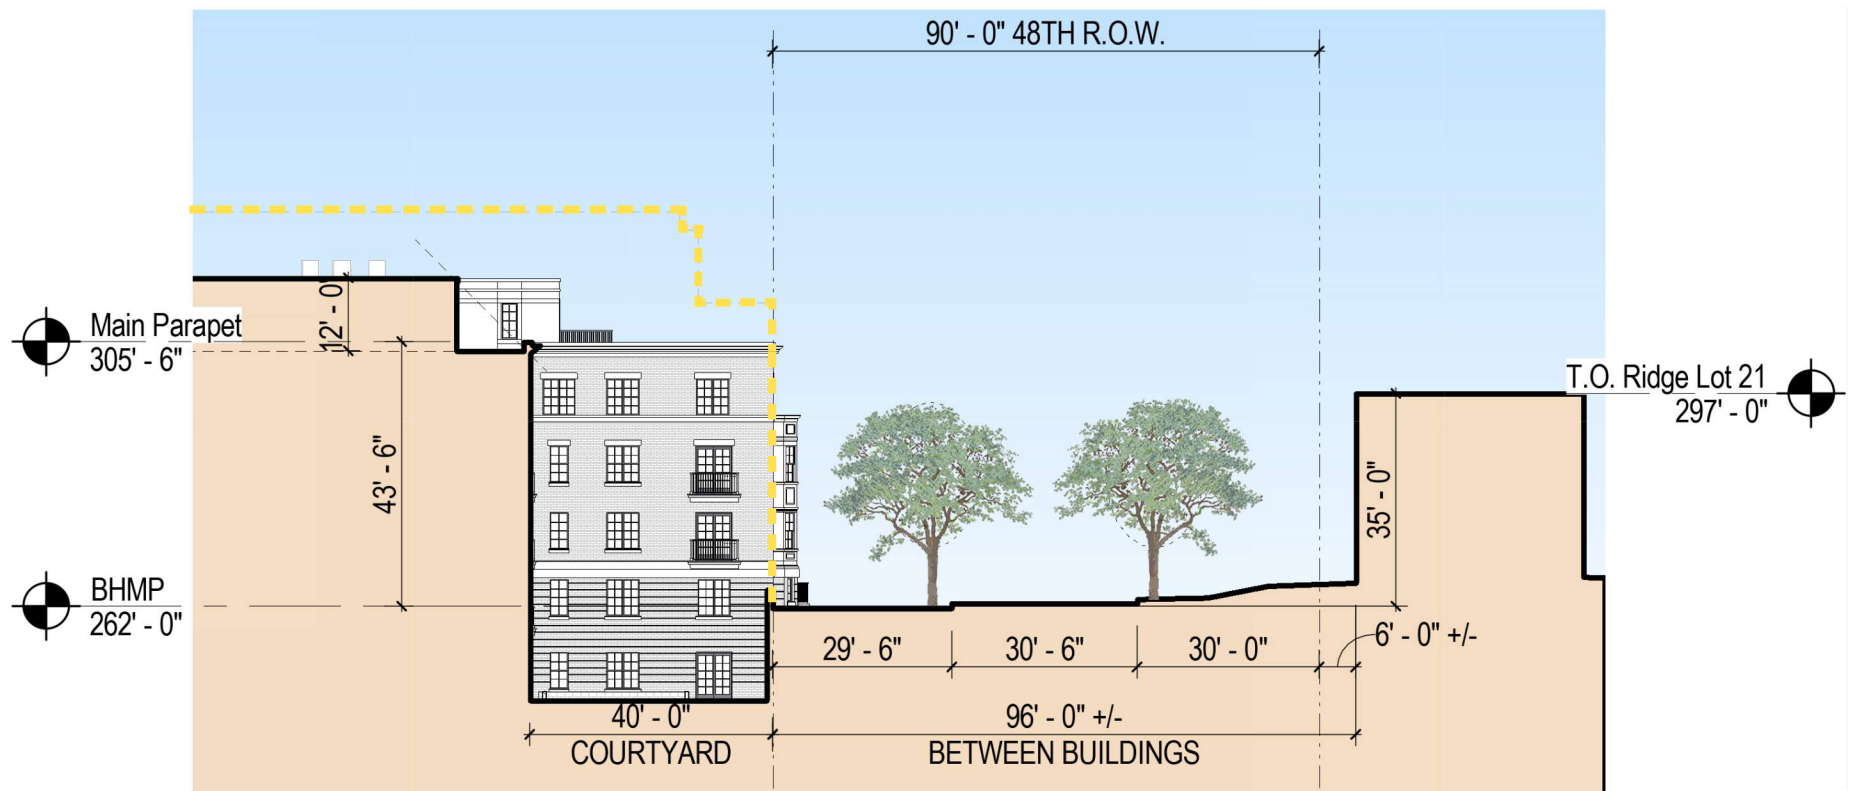 90' - 0" 48TH R.O.W.
12' - 0"
Main Parapet
305' - 6"
T.O. Ridge Lot 21
297' - 0"
43' - 6"
35' - 0"
BHMP
262' - 0"
29' - 6"
30' - 6"
30' - 0"
6' - 0" +/-
40' - 0"
96' - 0" +/-
COURTYARD
BETWEEN BUILDINGS